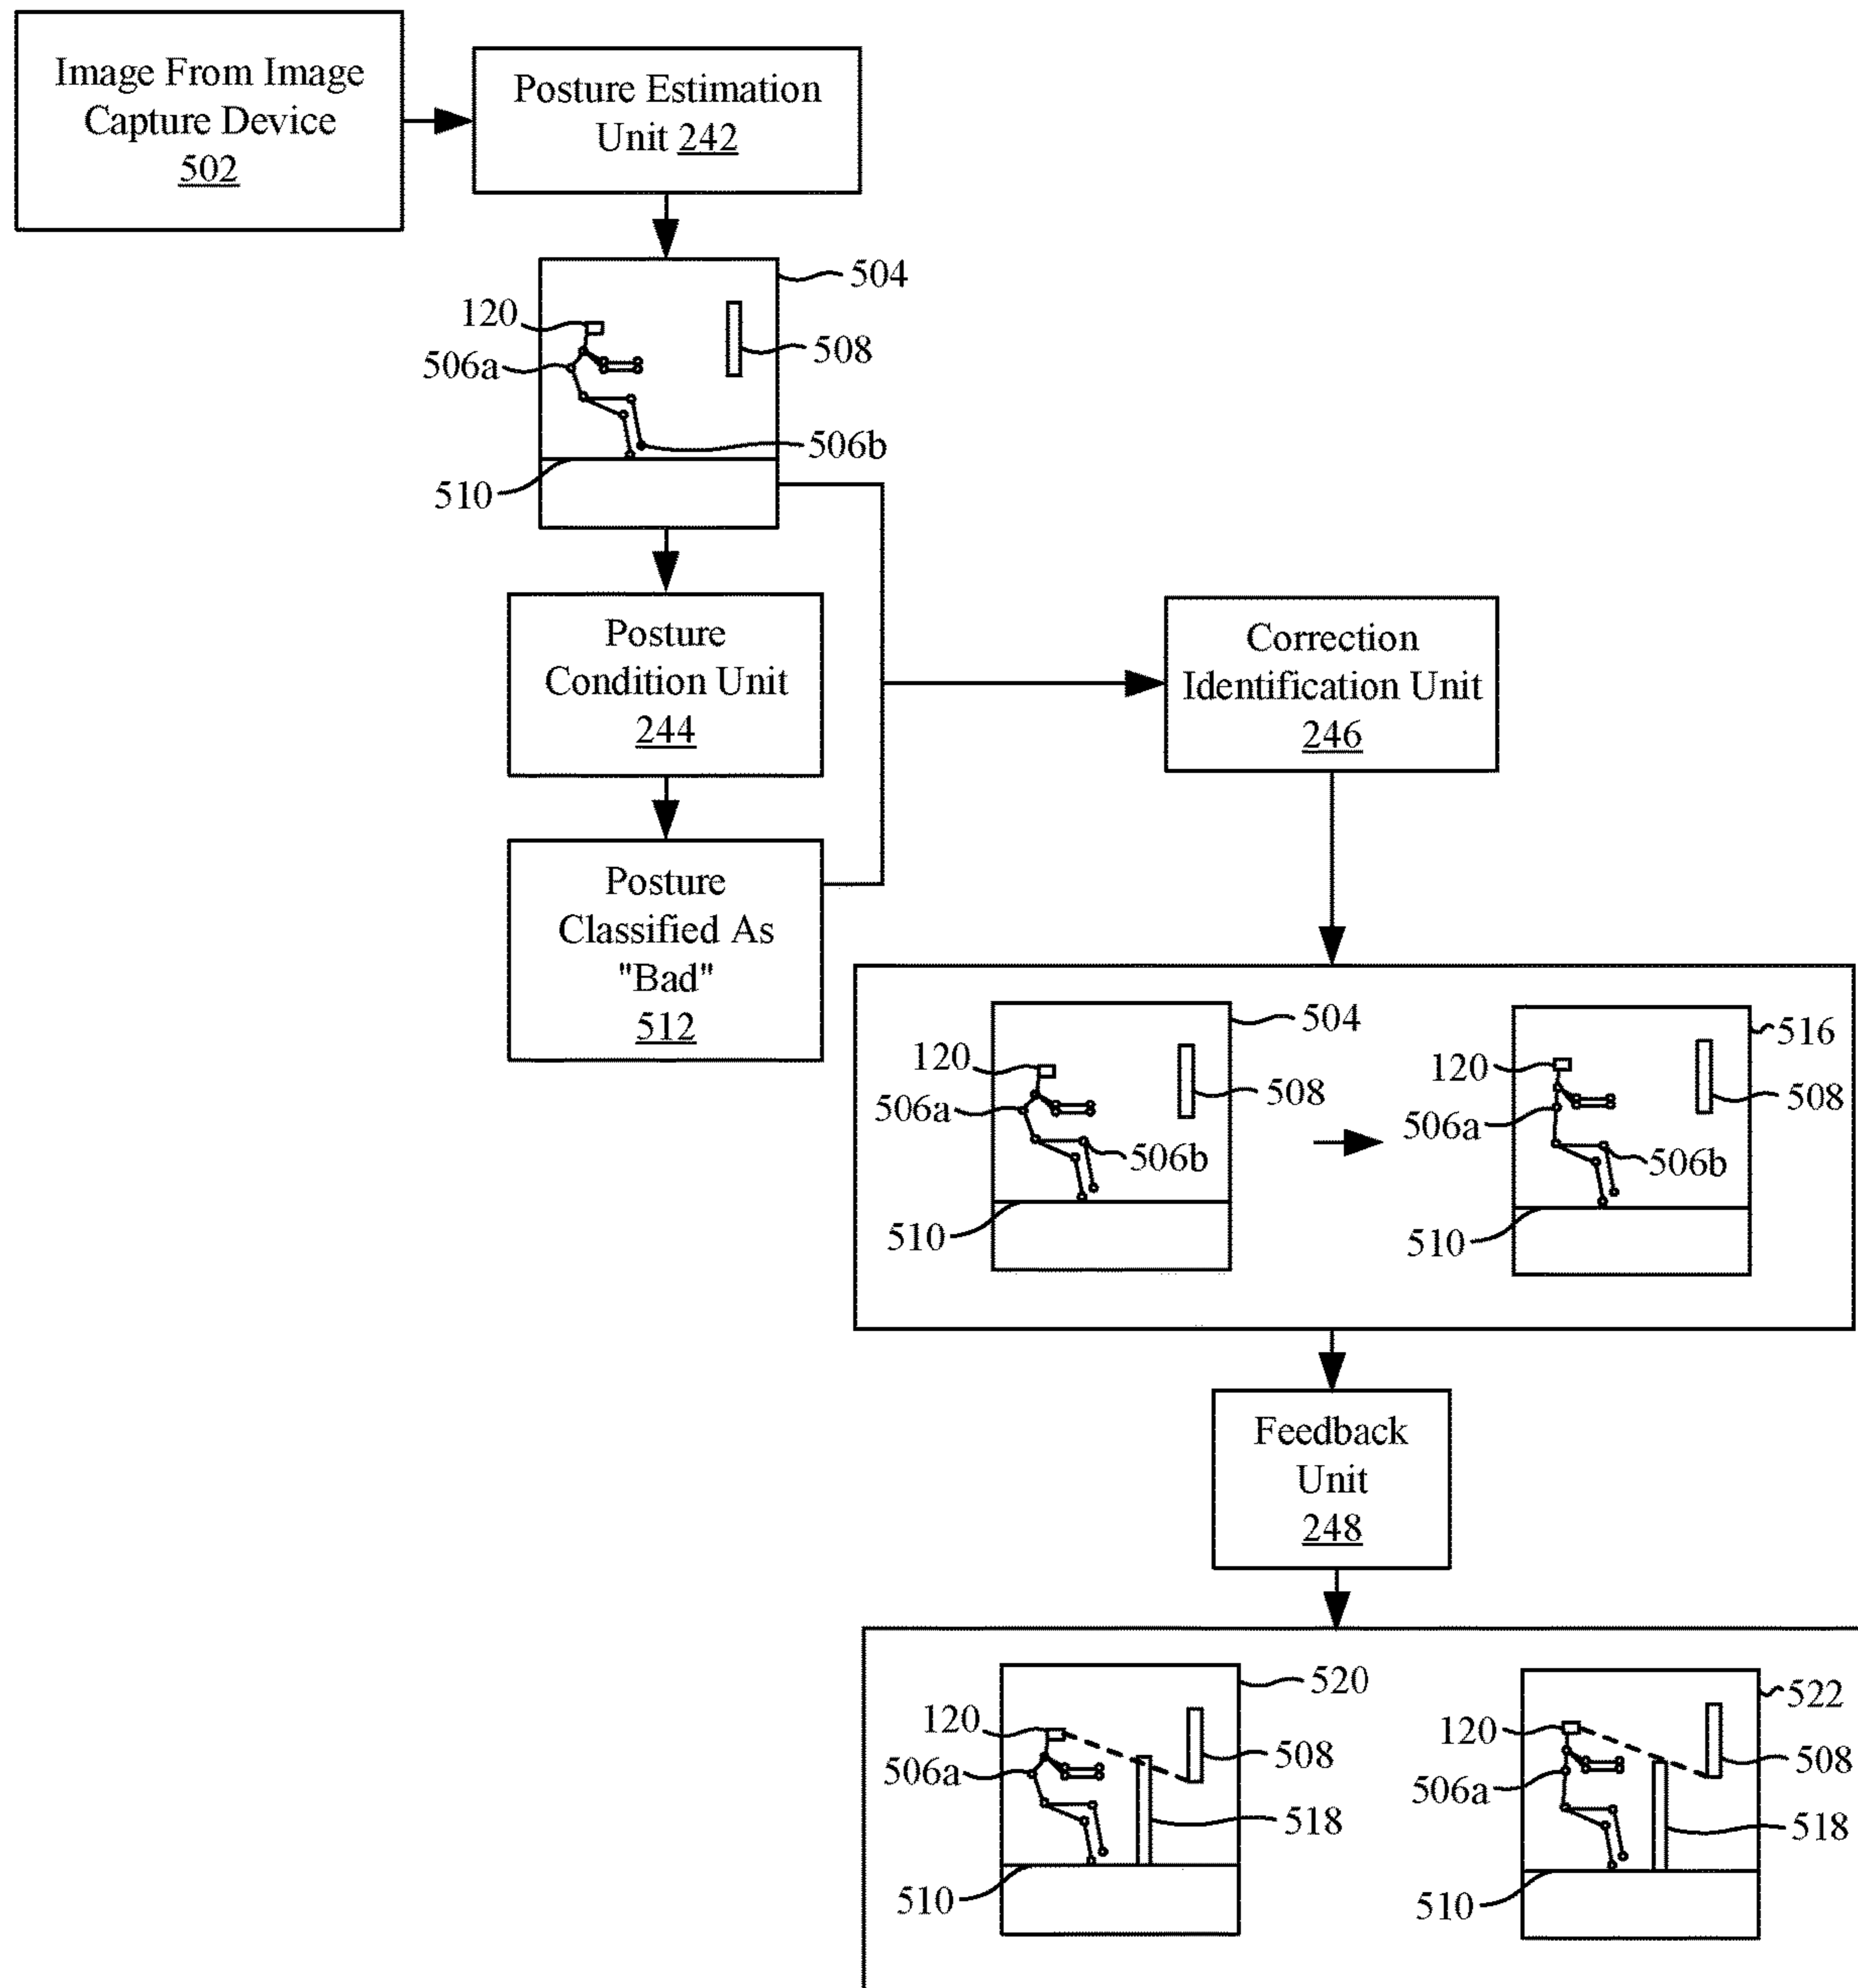 Image From Image
Capture Device
502
Posture Estimation
Unit 242
504
120
508
506a
506b
510
Posture
Condition Unit
244
Correction
Identification Unit
246
Posture
Classified As
"Bad"
512
504
120
508
506a
506b
510
516
120
508
506a
506b
510
Feedback
Unit
248
520
120
508
506a
518
510
522
120
508
506a
518
510